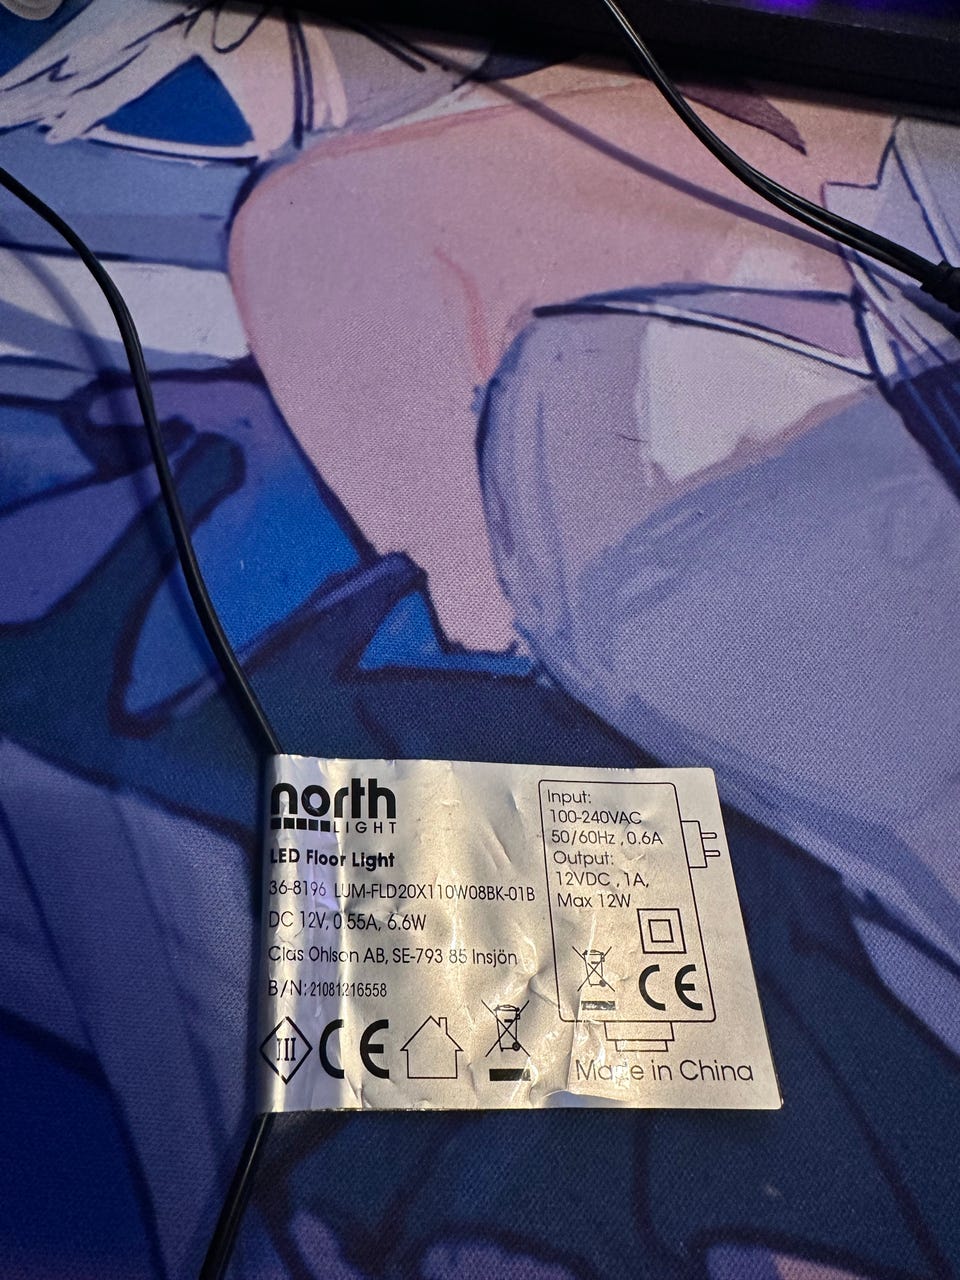 north
LIGHT
LED Floor Light
36-8196 LUM-FLD20X110W08BK-01B
DC 12V, 0.55A, 6.6W
Clas Ohlson AB, SE-793 85 Insjön
B/N: 21081216558
III
CE
Input:
100-240VAC
50/60Hz , 0.6A
Output:
12VDC , 1A,
Max 12W
CE
Made in China